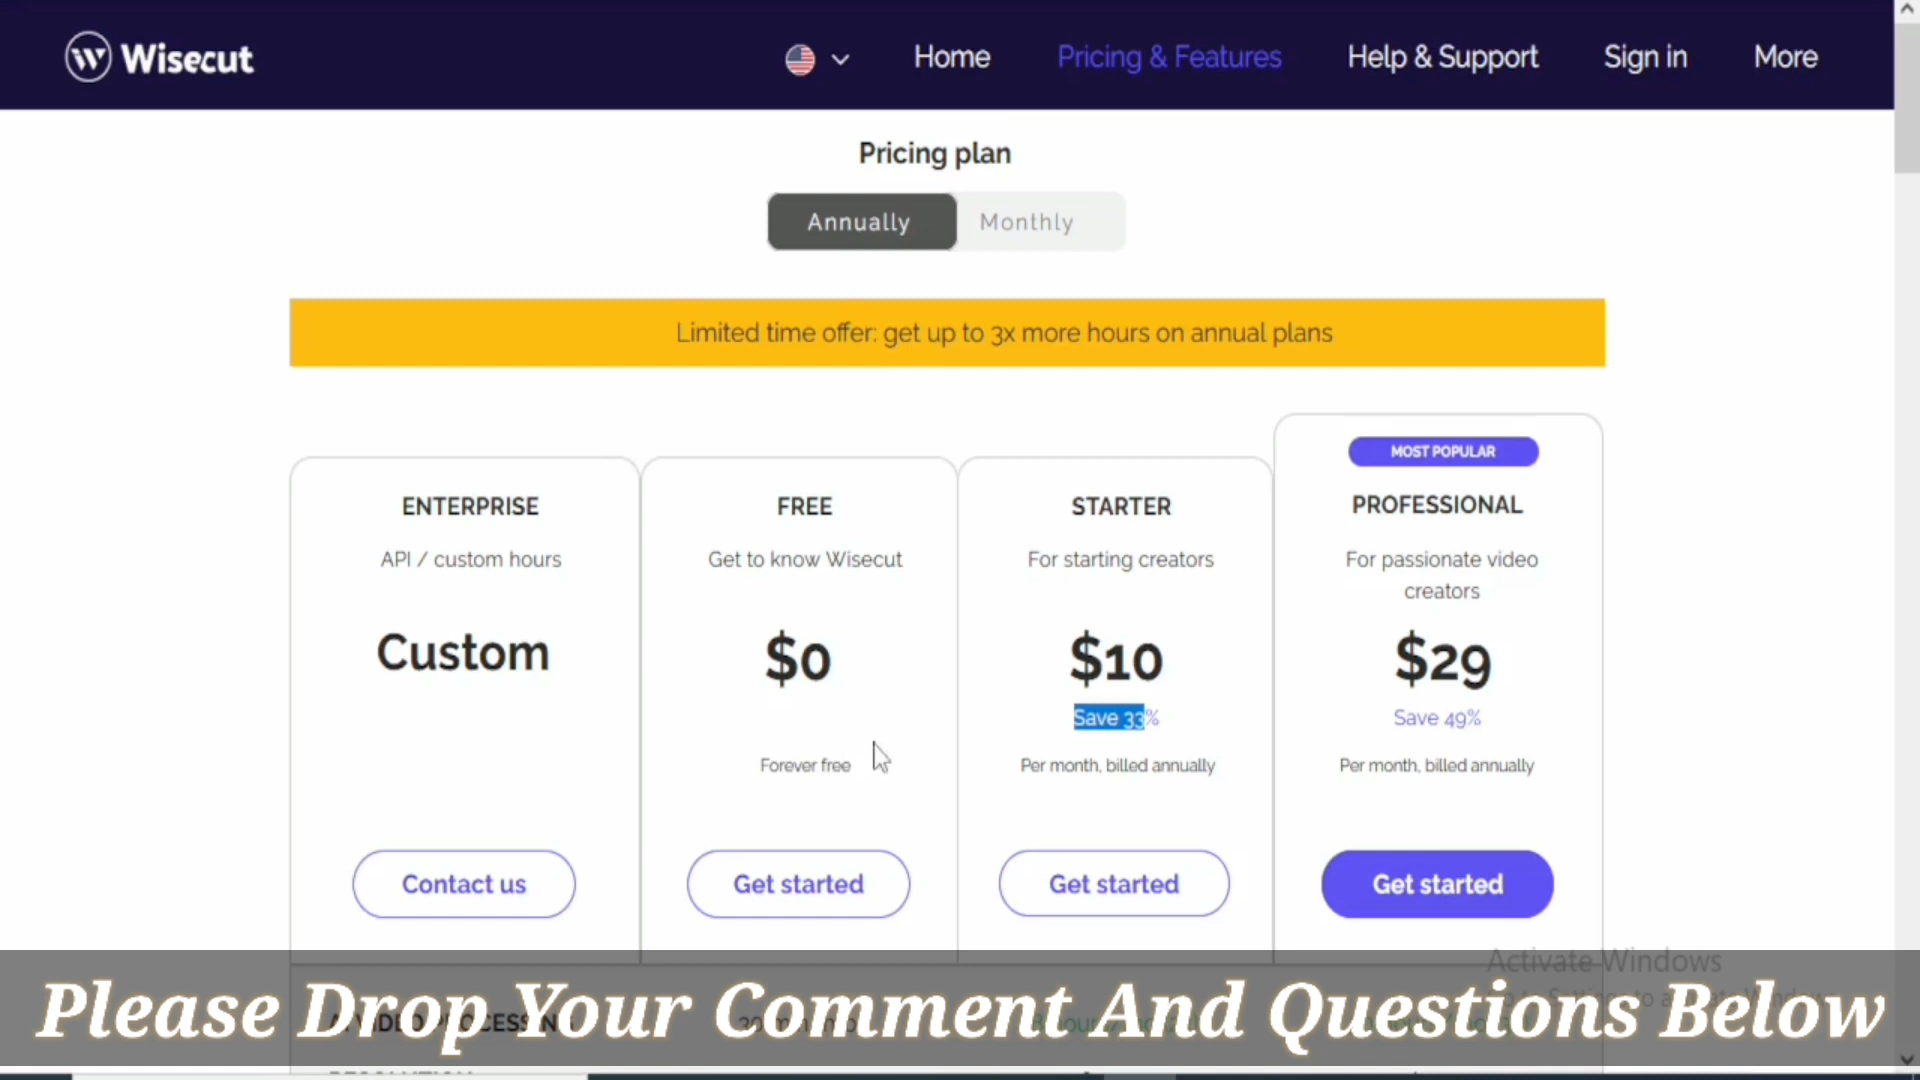 Wisecut
Home
Pricing & Features
Help & Support
Sign in
More
Pricing plan
Annually
Monthly
Limited time offer: get up to 3x more hours on annual plans
ENTERPRISE
API / custom hours
Custom
Contact us
FREE
Get to know Wisecut
$0
Forever free
Get started
STARTER
For starting creators
$10
Save 33%
Per month, billed annually
Get started
MOST POPULAR
PROFESSIONAL
For passionate video
creators
$29
Save 49%
Per month, billed annually
Get started
Activate Windows
Please Drop Your Comment And Questions Below